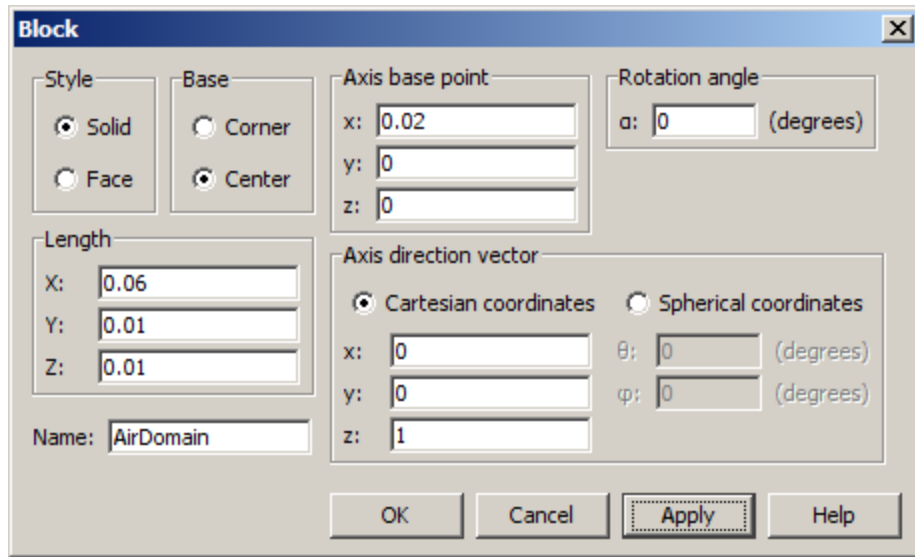 Block
Style
Solid
Face
Base
Corner
Center
Axis base point
x: 0.02
y: 0
z: 0
Rotation angle
α: 0 (degrees)
Length
X: 0.06
Y: 0.01
Z: 0.01
Axis direction vector
Cartesian coordinates Spherical coordinates
x: 0 θ: 0 (degrees)
y: 0 φ: 0 (degrees)
z: 1
Name: AirDomain
OK Cancel Apply Help